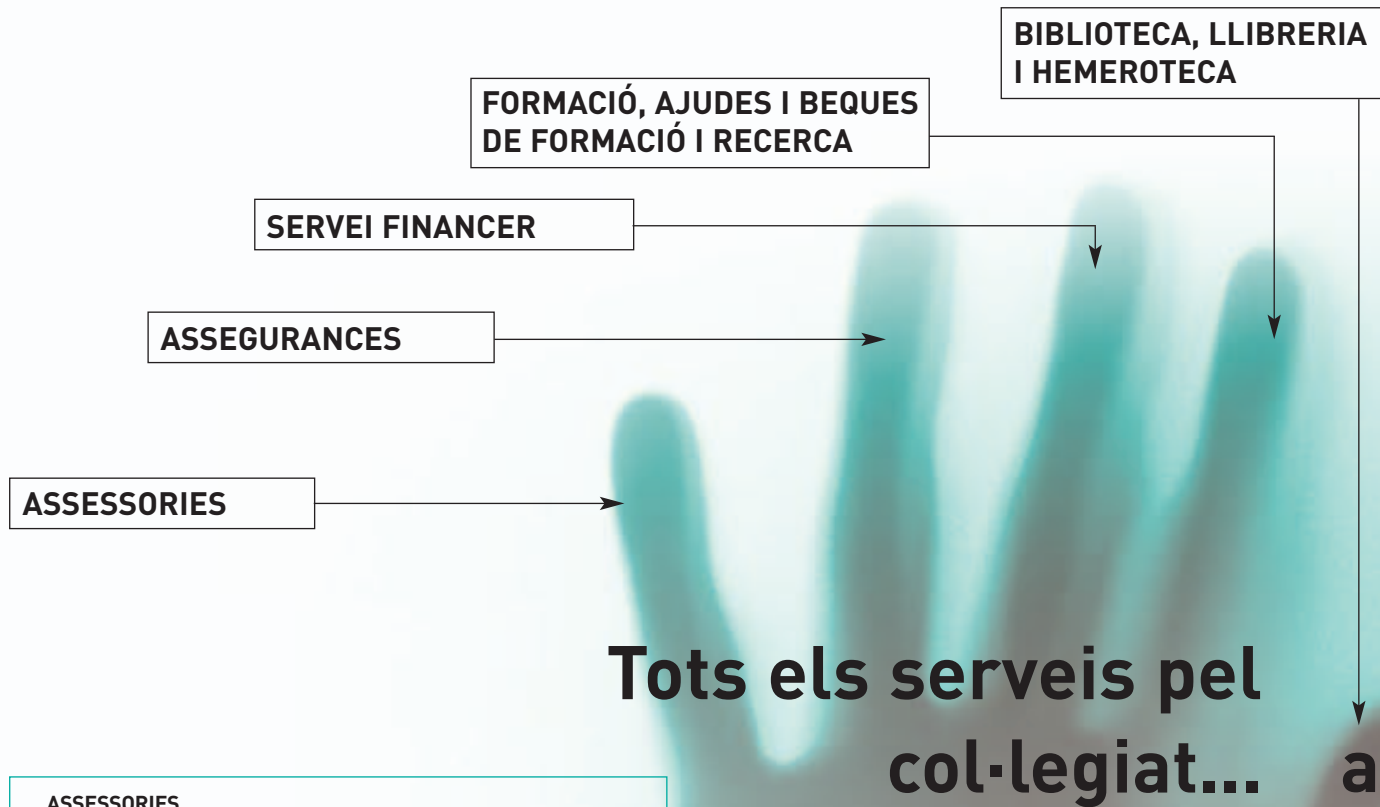 BIBLIOTECA, LLIBRERIA
I HEMEROTECA
FORMACIÓ, AJUDES I BEQUES
DE FORMACIÓ I RECERCA
SERVEI FINANCER
ASSEGURANCES
ASSESSORIES
Tots els serveis pel
col·legiat... a
ASSESSORIES